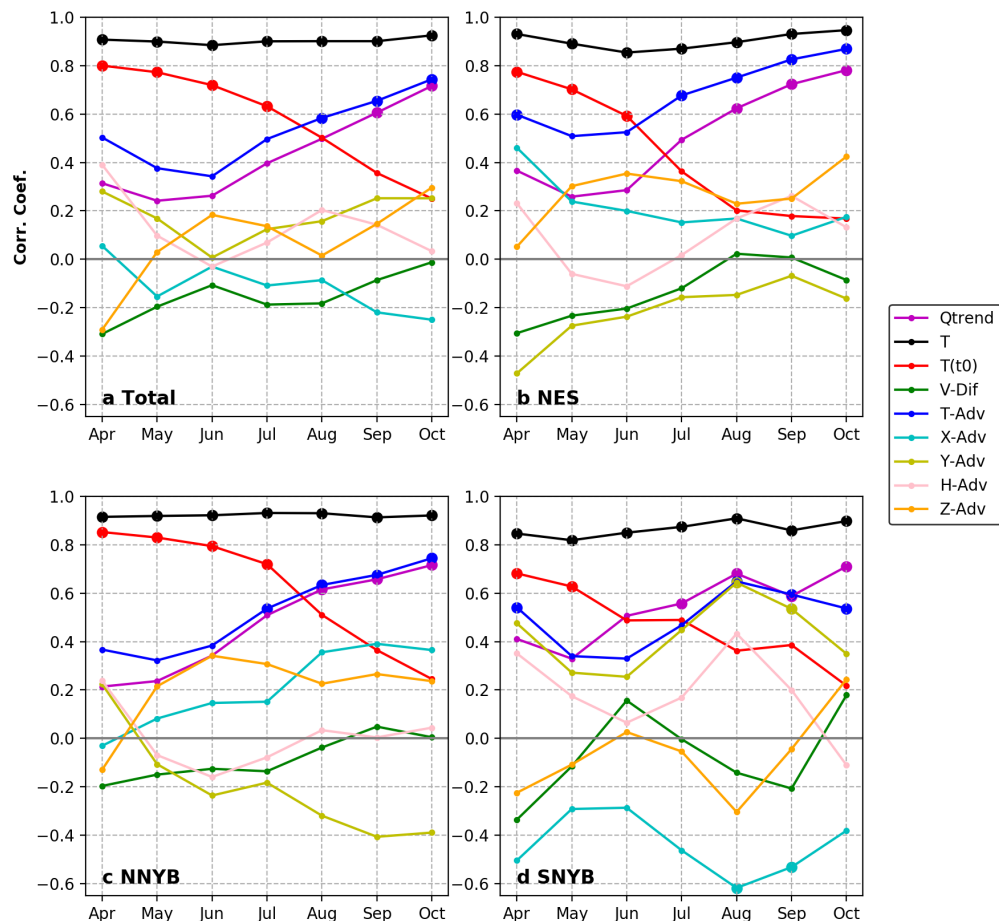 1.0
0.8
0.6
0.4
0.2
0.0
−0.2
−0.4
−0.6
Corr. Coef.
a Total
Apr May Jun Jul Aug Sep Oct
1.0
0.8
0.6
0.4
0.2
0.0
−0.2
−0.4
−0.6
b NES
Apr May Jun Jul Aug Sep Oct
Qtrend
T
T(t0)
V-Dif
T-Adv
X-Adv
Y-Adv
H-Adv
Z-Adv
1.0
0.8
0.6
0.4
0.2
0.0
−0.2
−0.4
−0.6
c NNYB
Apr May Jun Jul Aug Sep Oct
1.0
0.8
0.6
0.4
0.2
0.0
−0.2
−0.4
−0.6
d SNYB
Apr May Jun Jul Aug Sep Oct